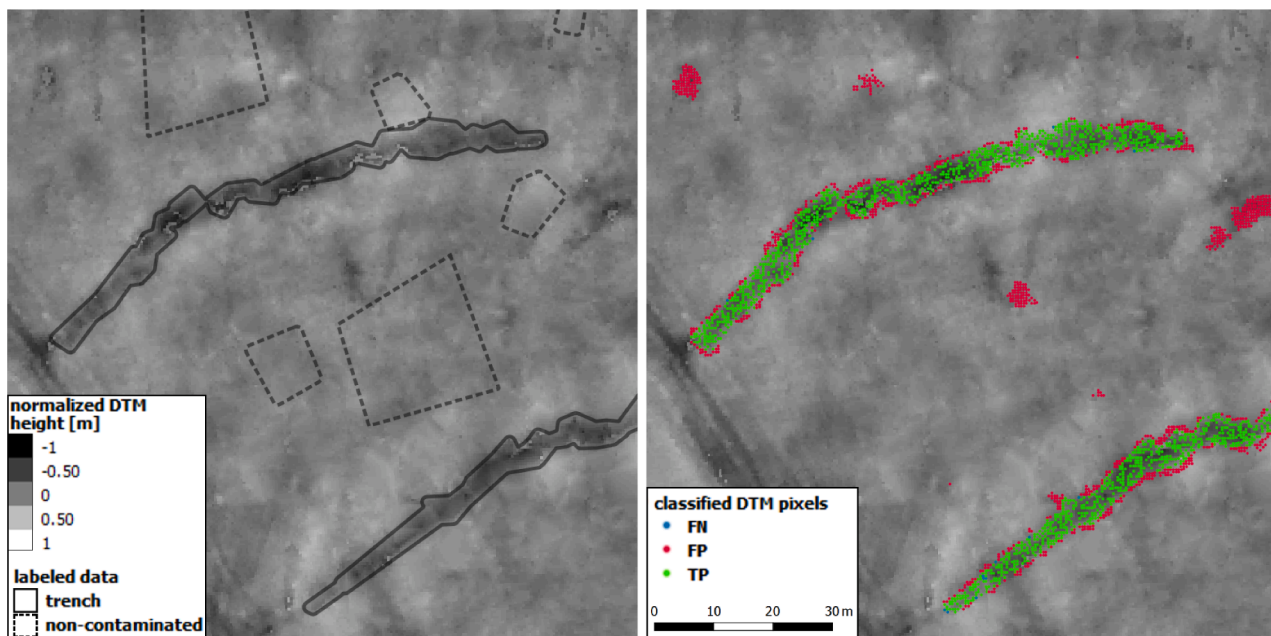 normalized DTM
height [m]
-1
-0.50
0
0.50
1
labeled data
trench
non-contaminated
classified DTM pixels
FN
FP
TP
0 10 20 30 m